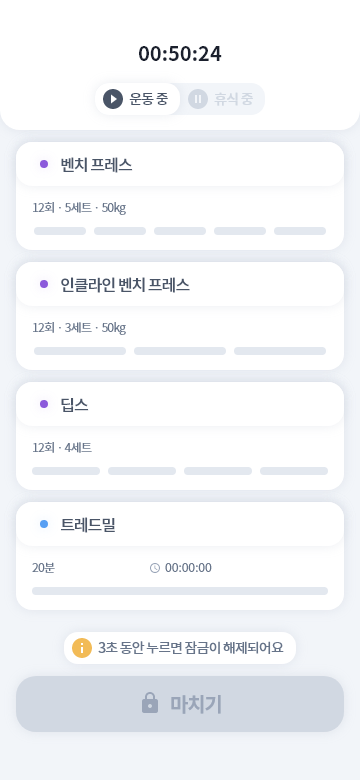 00:50:24
운동 중 휴식 중
벤치 프레스
12회 · 5세트 · 50kg
인클라인 벤치 프레스
12회 · 3세트 · 50kg
딥스
12회 · 4세트
트레드밀
20분 00:00:00
3초 동안 누르면 잠금이 해제되어요
마치기